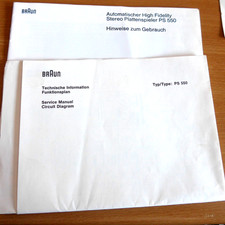 BRAUN
Automatischer High Fidelity
Stereo Plattenspieler PS 550
Hinweise zum Gebrauch
BRAUN
Typ/Type: PS 550
Technische Information
Funktionsplan
Service Manual
Circuit Diagram